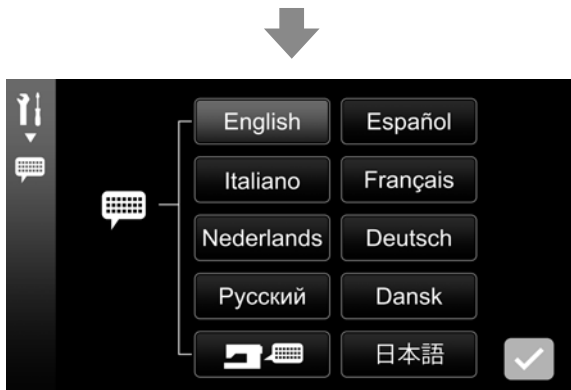 English Español
Italiano Français
Nederlands Deutsch
Русский Dansk
日本語